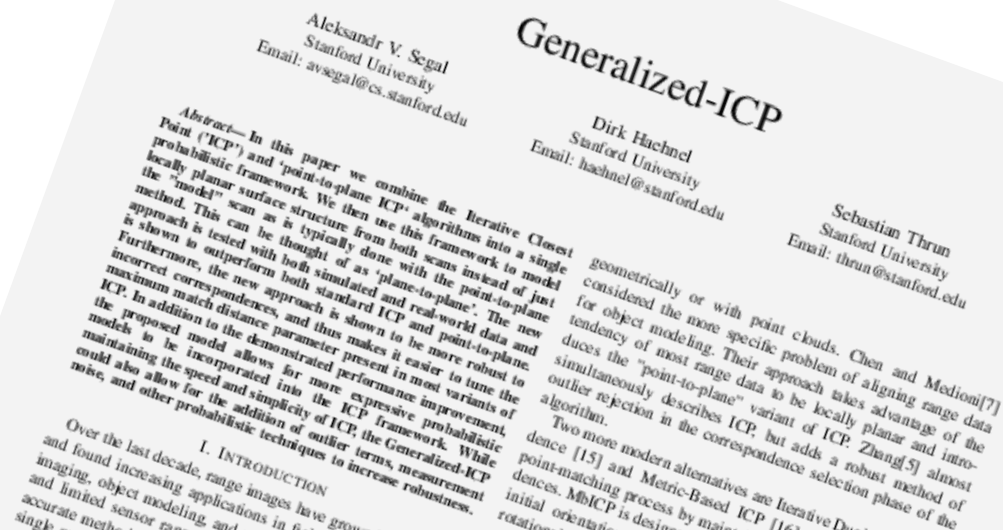 Generalized-ICP
Aleksandr V. Segal
Stanford University
Email: avsegal@cs.stanford.edu
Dirk Haehnel
Stanford University
Email: haehnel@stanford.edu
Sebastian Thrun
Stanford University
Email: thrun@stanford.edu
Abstract—In this paper we combine the Iterative Closest
Point ('ICP') and 'point-to-plane ICP' algorithms into a single
probabilistic framework. We then use this framework to model
locally planar surface structure from both scans instead of just
the "model" scan as is typically done with the point-to-plane
method. This can be thought of as 'plane-to-plane'. The new
approach is tested with both simulated and real-world data and
is shown to outperform both standard ICP and point-to-plane.
Furthermore, the new approach is shown to be more robust to
incorrect correspondences, and thus makes it easier to tune the
maximum match distance parameter present in most variants of
ICP. In addition to the demonstrated performance improvement,
the proposed model allows for more expressive probabilistic
models to be incorporated into the ICP framework. While
maintaining the speed and simplicity of ICP, the Generalized-ICP
could also allow for the addition of outlier terms, measurement
noise, and other probabilistic techniques to increase robustness.
I. INTRODUCTION
Over the last decade, range images have grown
and found increasing applications in
imaging, object modeling, and
and limited sensor
accurate
single
geometrically or with point clouds. Chen and Medioni[7]
considered the more specific problem of aligning range data
for object modeling. Their approach takes advantage of the
tendency of most range data to be locally planar and intro-
duces the "point-to-plane" variant of ICP. Zhang[5] almost
simultaneously describes ICP, but adds a robust method of
outlier rejection in the correspondence selection phase of the
algorithm.
Two more modern alternatives are Iterative
dence [15] and Metric-Based ICP
point-matching process by
dences. MbICP is
initial